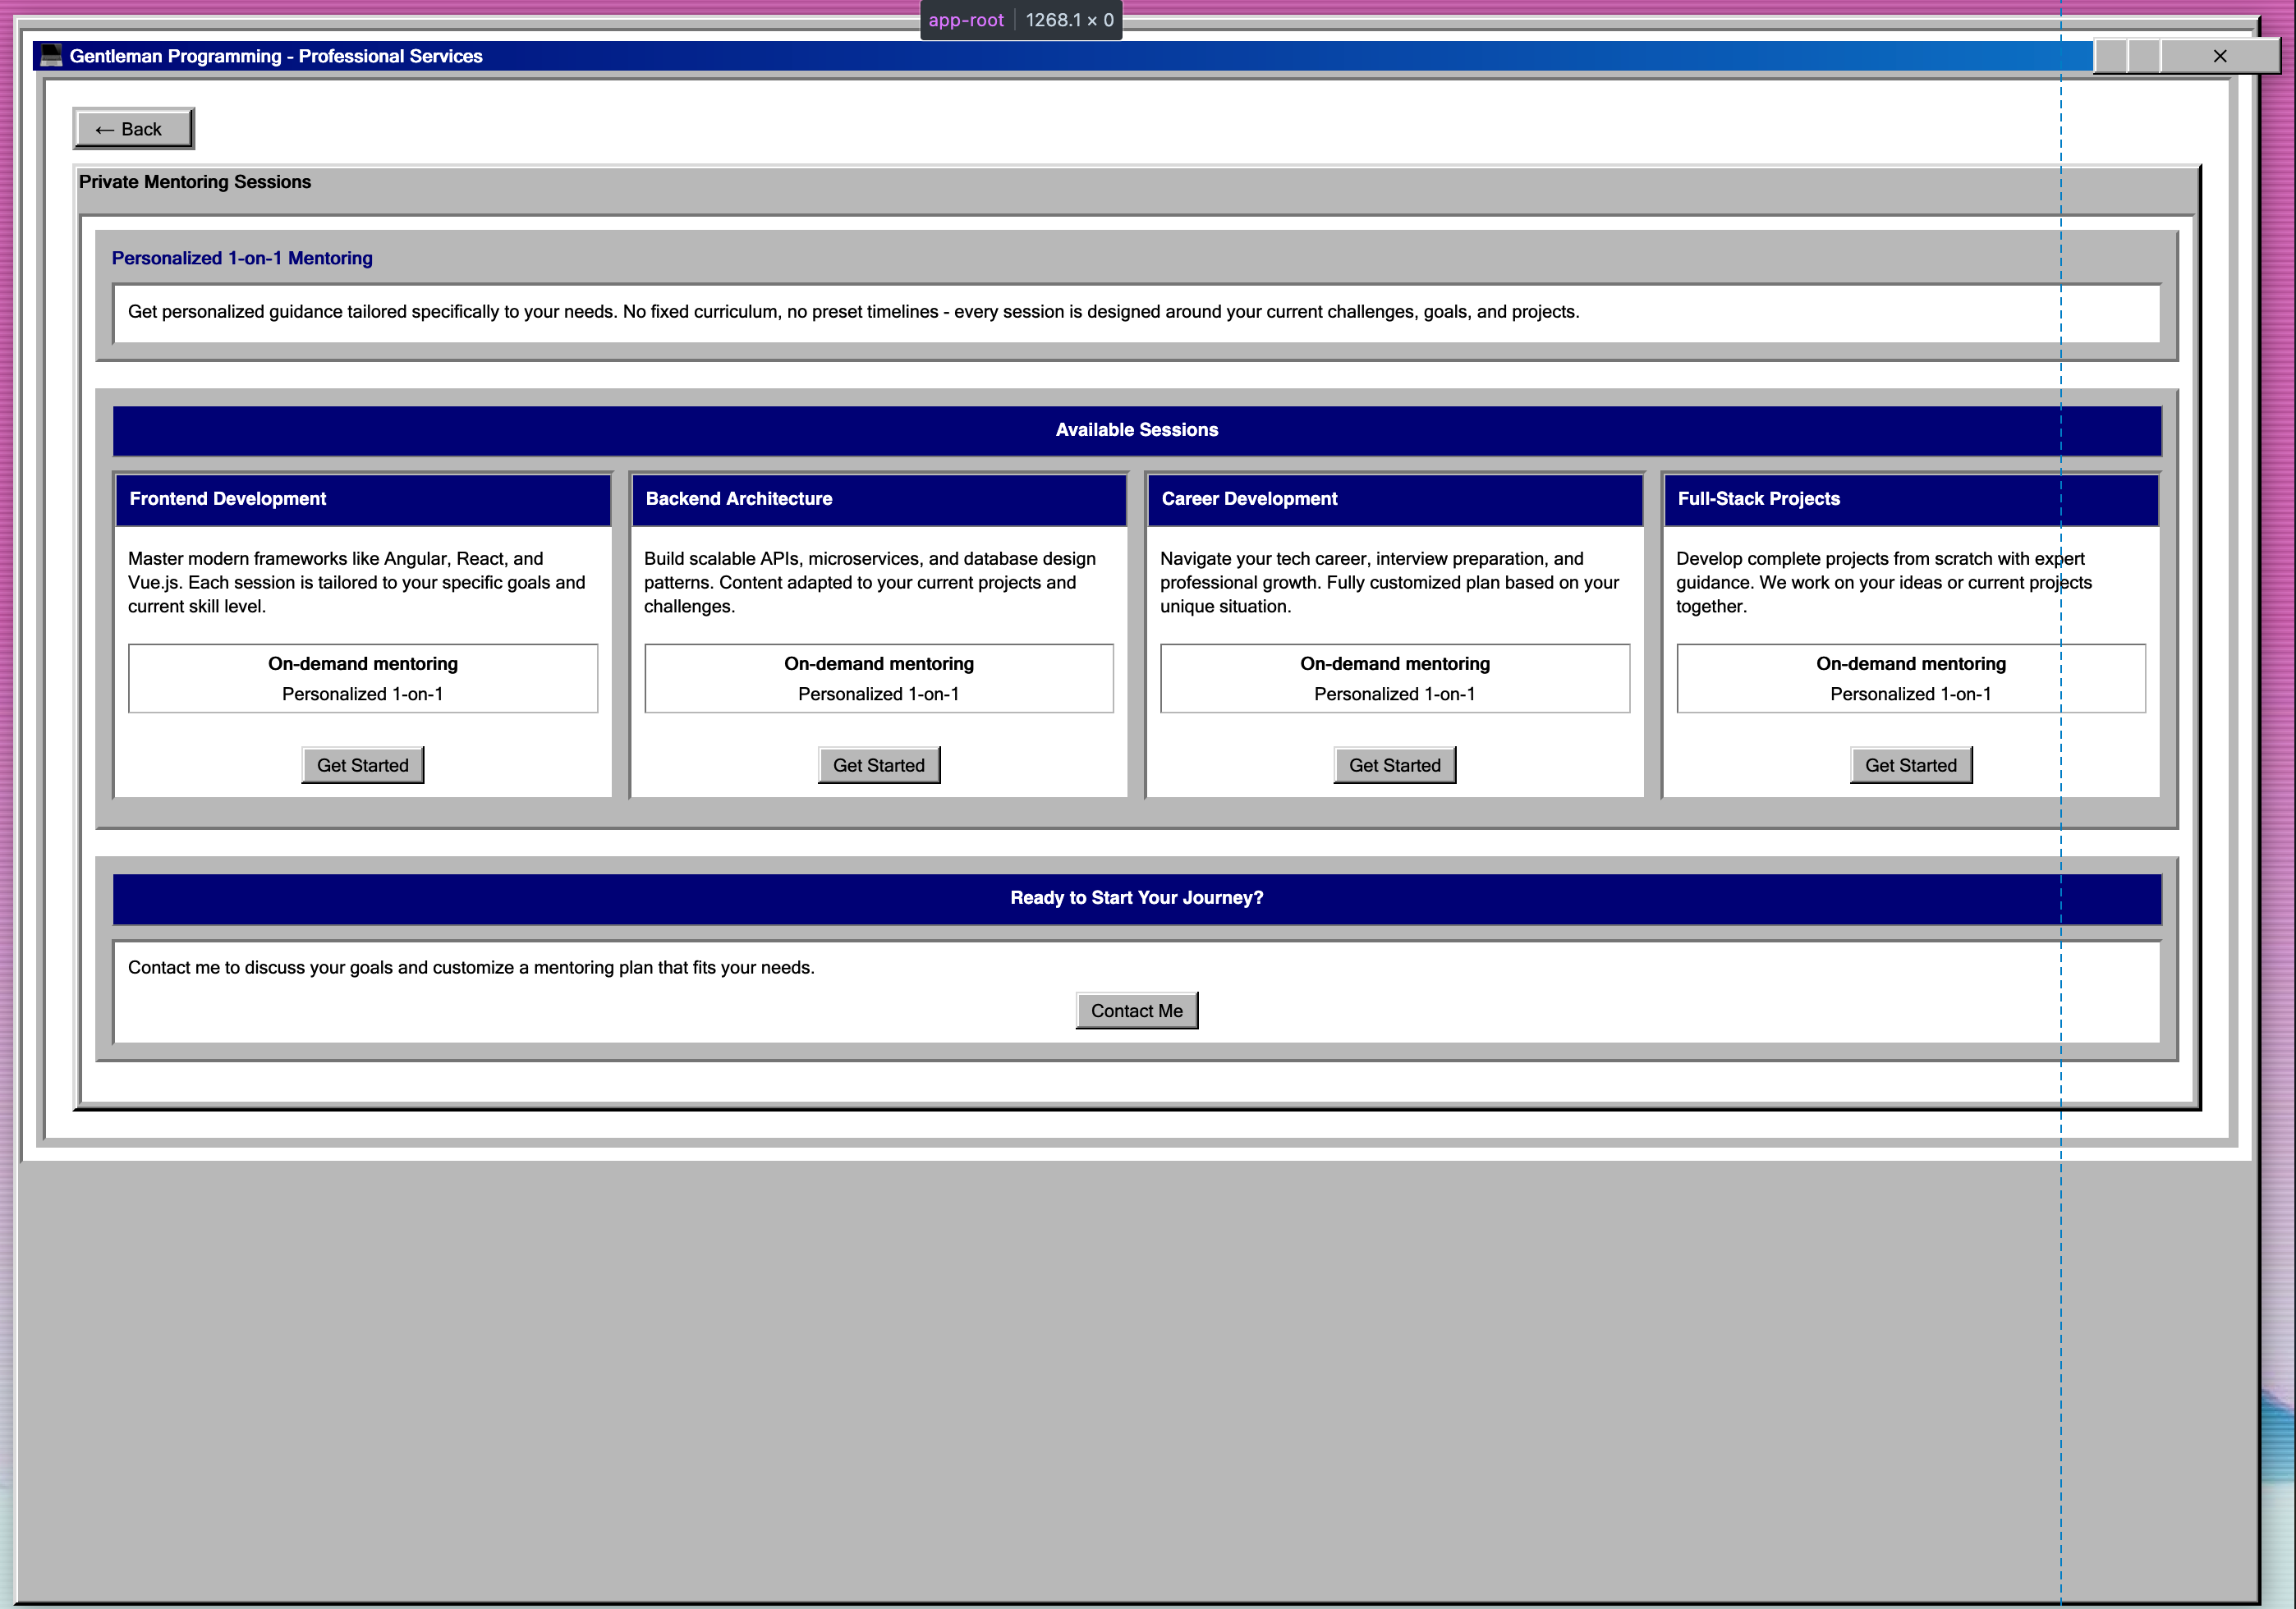 app-root 1268.1 × 0
Gentleman Programming - Professional Services
← Back
Private Mentoring Sessions
Personalized 1-on-1 Mentoring
Get personalized guidance tailored specifically to your needs. No fixed curriculum, no preset timelines - every session is designed around your current challenges, goals, and projects.
Available Sessions
Frontend Development
Master modern frameworks like Angular, React, and
Vue.js. Each session is tailored to your specific goals and
current skill level.
On-demand mentoring
Personalized 1-on-1
Get Started
Backend Architecture
Build scalable APIs, microservices, and database design
patterns. Content adapted to your current projects and
challenges.
On-demand mentoring
Personalized 1-on-1
Get Started
Career Development
Navigate your tech career, interview preparation, and
professional growth. Fully customized plan based on your
unique situation.
On-demand mentoring
Personalized 1-on-1
Get Started
Full-Stack Projects
Develop complete projects from scratch with expert
guidance. We work on your ideas or current projects
together.
On-demand mentoring
Personalized 1-on-1
Get Started
Ready to Start Your Journey?
Contact me to discuss your goals and customize a mentoring plan that fits your needs.
Contact Me